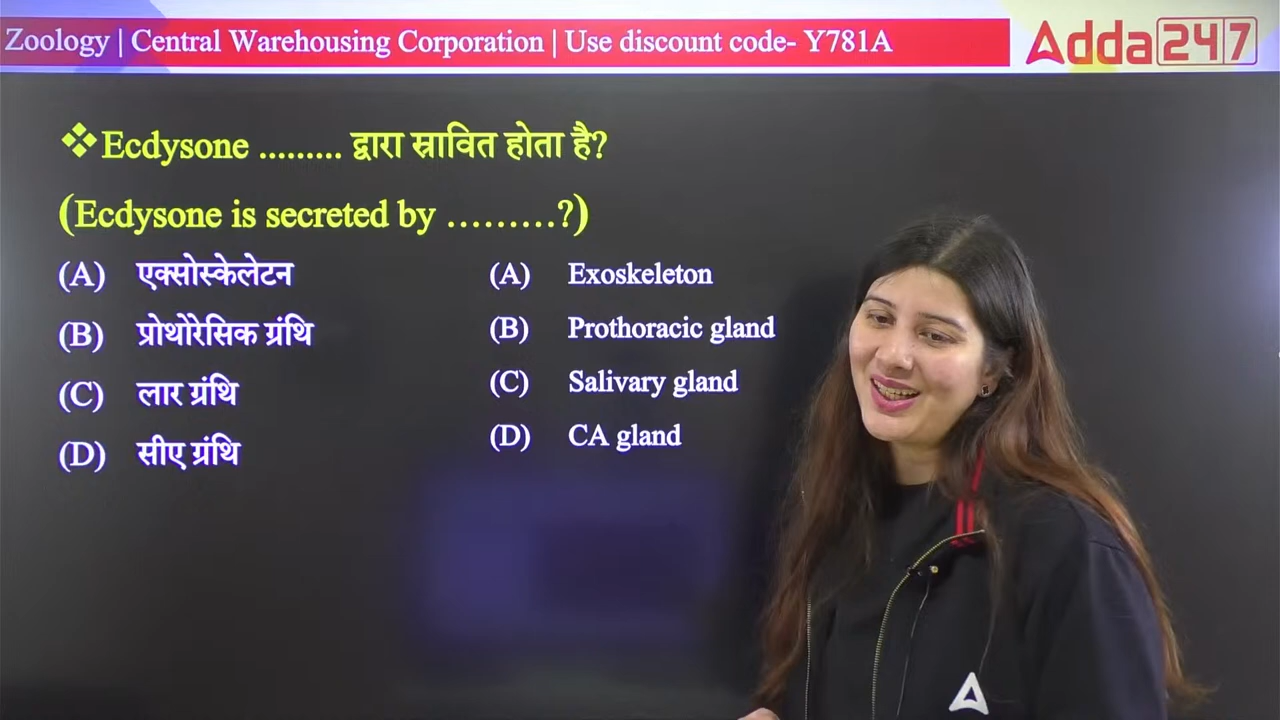 Zoology | Central Warehousing Corporation | Use discount code- Y781A
Adda247
❖Ecdysone ......... द्वारा स्रावित होता है?
(Ecdysone is secreted by .........?)
(A) एक्सोस्केलेटन
(B) प्रोथोरेसिक ग्रंथि
(C) लार ग्रंथि
(D) सीए ग्रंथि
(A) Exoskeleton
(B) Prothoracic gland
(C) Salivary gland
(D) CA gland